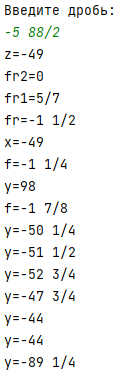 Введите дробь:
-5 88/2
z=-49
fr2=0
fr1=5/7
fr=-1 1/2
x=-49
f=-1 1/4
y=98
f=-1 7/8
y=-50 1/4
y=-51 1/2
y=-52 3/4
y=-47 3/4
y=-44
y=-44
y=-89 1/4